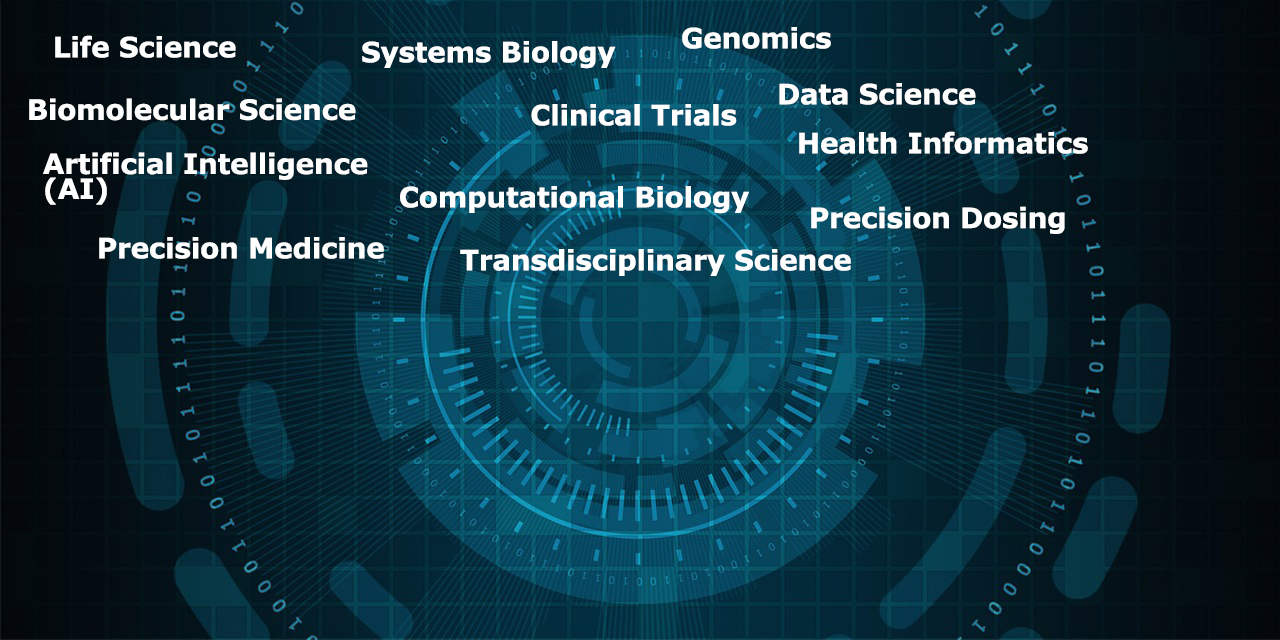 Life Science
Systems Biology
Genomics
Biomolecular Science
Clinical Trials
Data Science
Artificial Intelligence
(AI)
Health Informatics
Computational Biology
Precision Dosing
Precision Medicine
Transdisciplinary Science